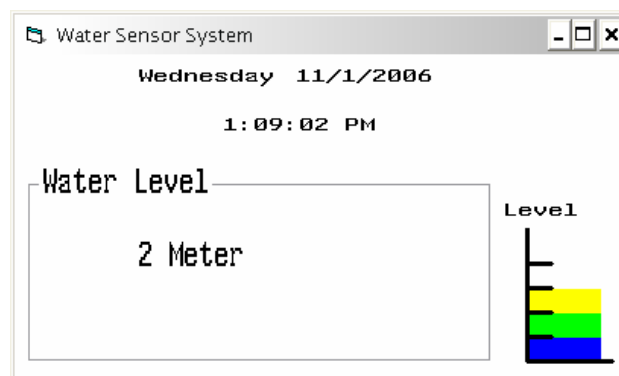 Water Sensor System
Wednesday 11/1/2006
1:09:02 PM
Water Level
2 Meter
Level